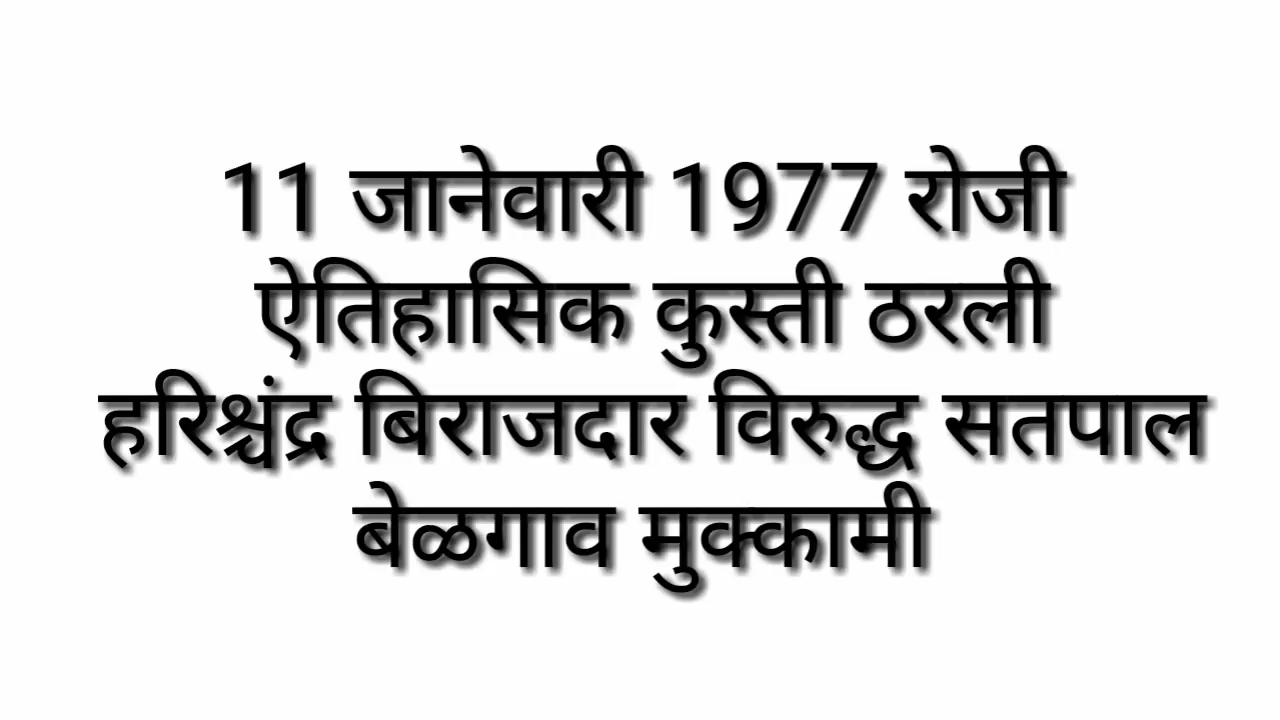 11 जानेवारी 1977 रोजी
ऐतिहासिक कुस्ती ठरली
हरिश्चंद्र बिराजदार विरुद्ध सतपाल
बेळगाव मुक्कामी